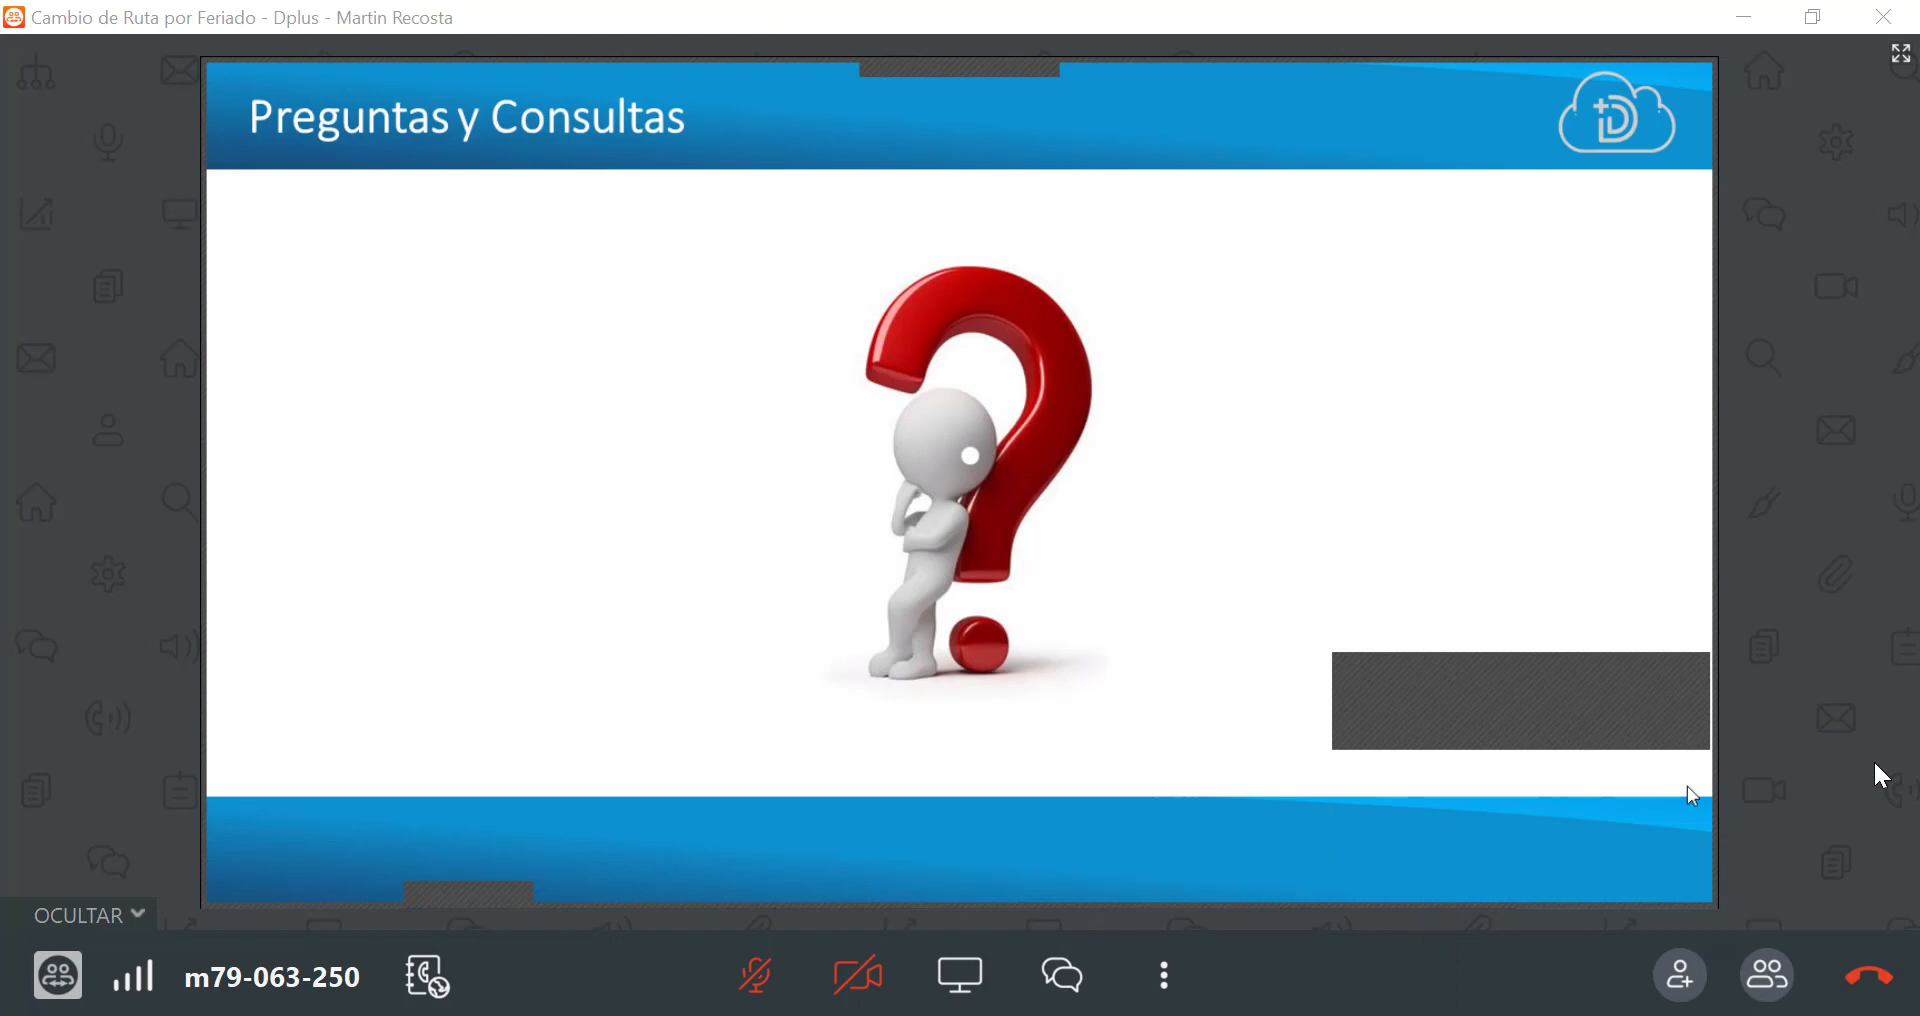 Cambio de Ruta por Feriado - Dplus - Martin Recosta
Preguntas y Consultas
+D
OCULTAR
m79-063-250